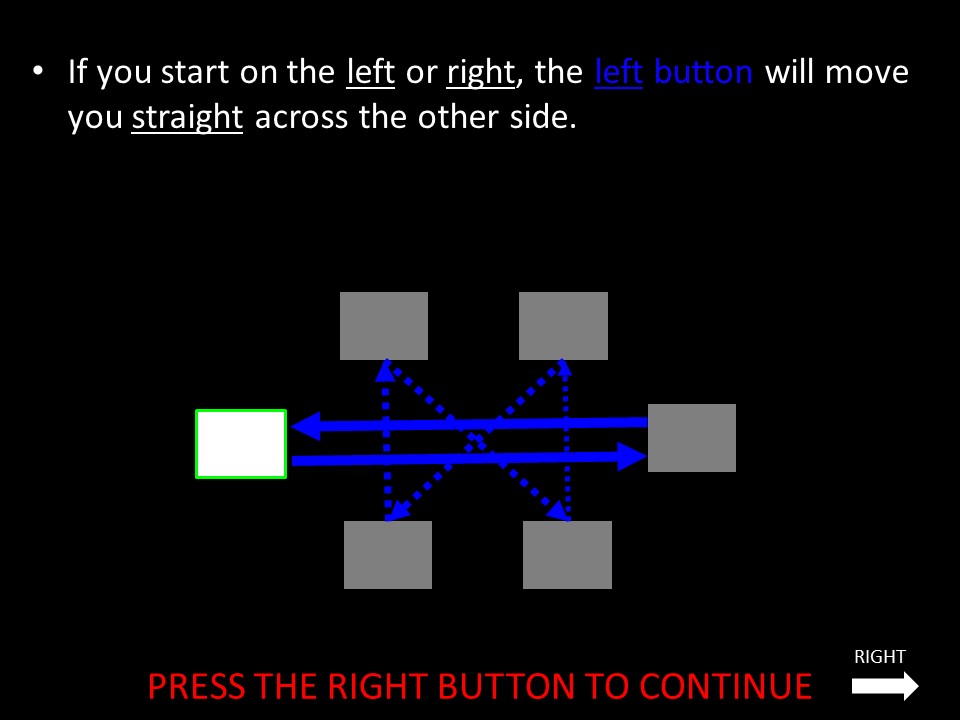 • If you start on the left or right, the left button will move
you straight across the other side.
RIGHT
PRESS THE RIGHT BUTTON TO CONTINUE